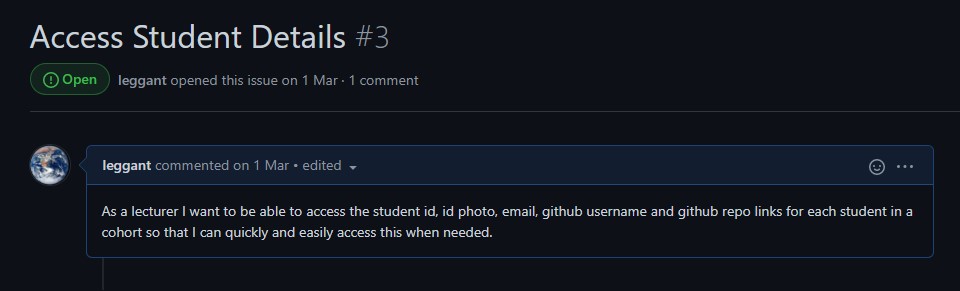 Access Student Details #3
Open leggant opened this issue on 1 Mar · 1 comment
leggant commented on 1 Mar • edited
As a lecturer I want to be able to access the student id, id photo, email, github username and github repo links for each student in a
cohort so that I can quickly and easily access this when needed.